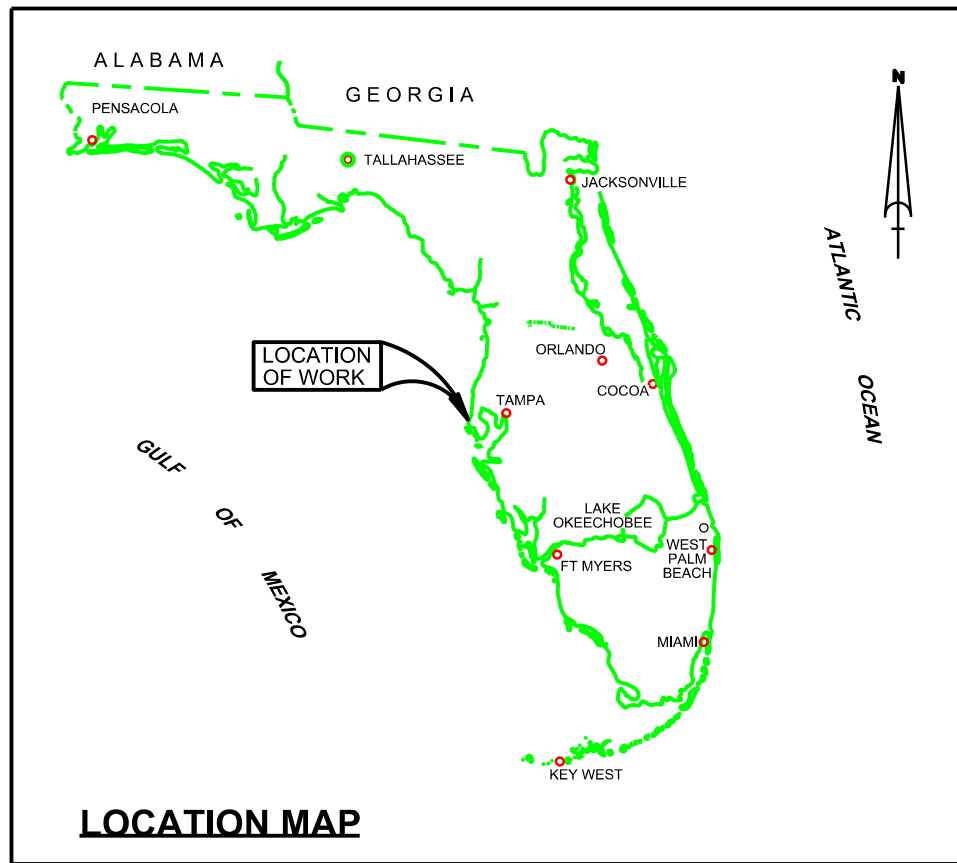 ALABAMA
GEORGIA
N
PENSACOLA
TALLAHASSEE
JACKSONVILLE
ATLANTIC
OCEAN
LOCATION
OF WORK
ORLANDO
COCOA
TAMPA
GULF
OF
MEXICO
LAKE
OKEECHOBEE
WEST
PALM
BEACH
FT MYERS
MIAMI
KEY WEST
LOCATION MAP